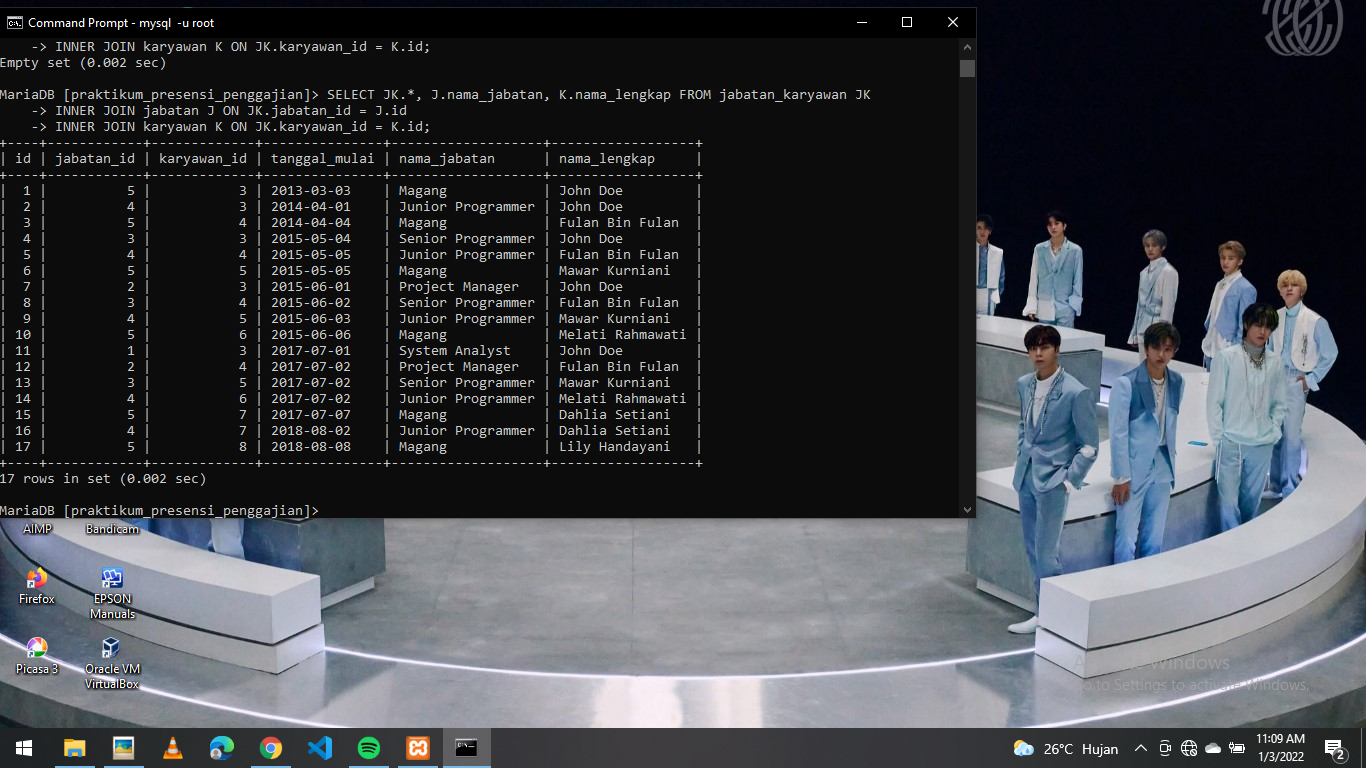 Command Prompt - mysql  -u root
    -> INNER JOIN karyawan K ON JK.karyawan_id = K.id;
Empty set (0.002 sec)
MariaDB [praktikum_presensi_penggajian]> SELECT JK.*, J.nama_jabatan, K.nama_lengkap FROM jabatan_karyawan JK
    -> INNER JOIN jabatan J ON JK.jabatan_id = J.id
    -> INNER JOIN karyawan K ON JK.karyawan_id = K.id;
+----+------------+-------------+---------------+-------------------+------------------+
| id | jabatan_id | karyawan_id | tanggal_mulai | nama_jabatan      | nama_lengkap     |
+----+------------+-------------+---------------+-------------------+------------------+
|  1 |          5 |           3 | 2013-03-03    | Magang            | John Doe         |
|  2 |          4 |           3 | 2014-04-01    | Junior Programmer | John Doe         |
|  3 |          5 |           4 | 2014-04-04    | Magang            | Fulan Bin Fulan  |
|  4 |          3 |           3 | 2015-05-04    | Senior Programmer | John Doe         |
|  5 |          4 |           4 | 2015-05-05    | Junior Programmer | Fulan Bin Fulan  |
|  6 |          5 |           5 | 2015-05-05    | Magang            | Mawar Kurniani   |
|  7 |          2 |           3 | 2015-06-01    | Project Manager   | John Doe         |
|  8 |          3 |           4 | 2015-06-02    | Senior Programmer | Fulan Bin Fulan  |
|  9 |          4 |           5 | 2015-06-03    | Junior Programmer | Mawar Kurniani   |
| 10 |          5 |           6 | 2015-06-06    | Magang            | Melati Rahmawati |
| 11 |          1 |           3 | 2017-07-01    | System Analyst    | John Doe         |
| 12 |          2 |           4 | 2017-07-02    | Project Manager   | Fulan Bin Fulan  |
| 13 |          3 |           5 | 2017-07-02    | Senior Programmer | Mawar Kurniani   |
| 14 |          4 |           6 | 2017-07-02    | Junior Programmer | Melati Rahmawati |
| 15 |          5 |           7 | 2017-07-07    | Magang            | Dahlia Setiani   |
| 16 |          4 |           7 | 2018-08-02    | Junior Programmer | Dahlia Setiani   |
| 17 |          5 |           8 | 2018-08-08    | Magang            | Lily Handayani   |
+----+------------+-------------+---------------+-------------------+------------------+
17 rows in set (0.002 sec)
MariaDB [praktikum_presensi_penggajian]>
AIMP Bandicam
Firefox EPSON
Manuals
Picasa 3 Oracle VM
VirtualBox
Windows
to Settings to activate Windows.
26°C Hujan
11:09 AM
1/3/2022
2